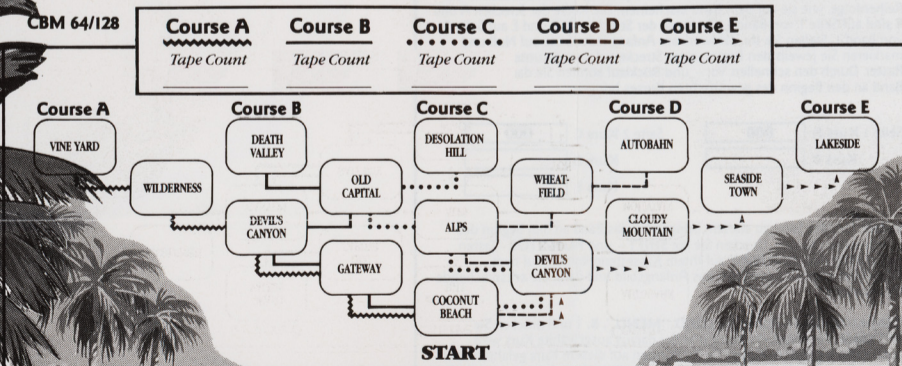 CBM 64/128
Course A Course B Course C Course D Course E
Tape Count Tape Count Tape Count Tape Count Tape Count
Course A Course B Course C Course D Course E
VINE YARD
DEATH
VALLEY
DESOLATION
HILL
AUTOBAHN
LAKESIDE
WILDERNESS
OLD
CAPITAL
WHEAT-
FIELD
SEASIDE
TOWN
DEVIL'S
CANYON
ALPS
CLOUDY
MOUNTAIN
GATEWAY
DEVIL'S
CANYON
COCONUT
BEACH
START